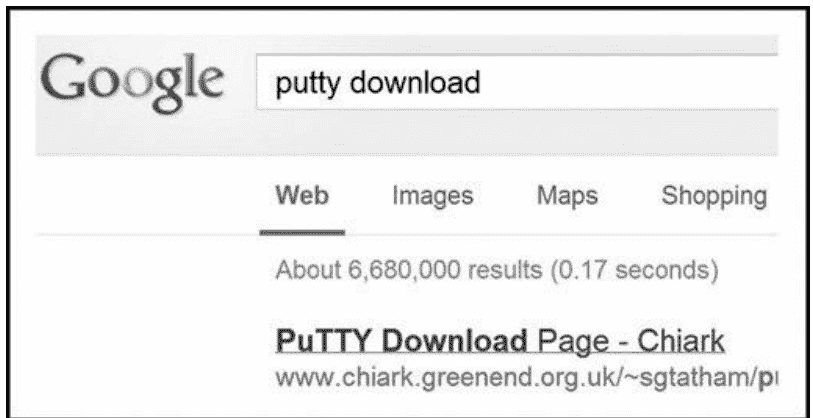 Google putty download
Web Images Maps Shopping
About 6,680,000 results (0.17 seconds)
PuTTY Download Page - Chiark
www.chiark.greenend.org.uk/~sgtatham/p